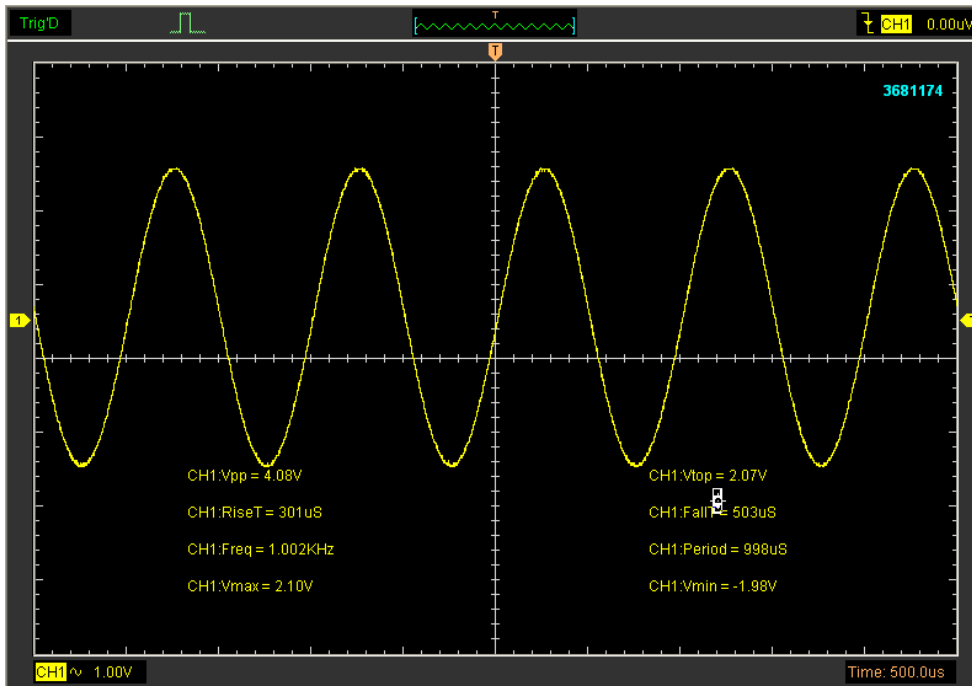 Trig'D T CH1 0.00uV
T
3681174
1
CH1:Vpp = 4.08V CH1:Vtop = 2.07V
CH1:RiseT = 301uS CH1:FallT = 503uS
CH1:Freq = 1.002KHz CH1:Period = 998uS
CH1:Vmax = 2.10V CH1:Vmin = -1.98V
CH1 ∿ 1.00V Time: 500.0us